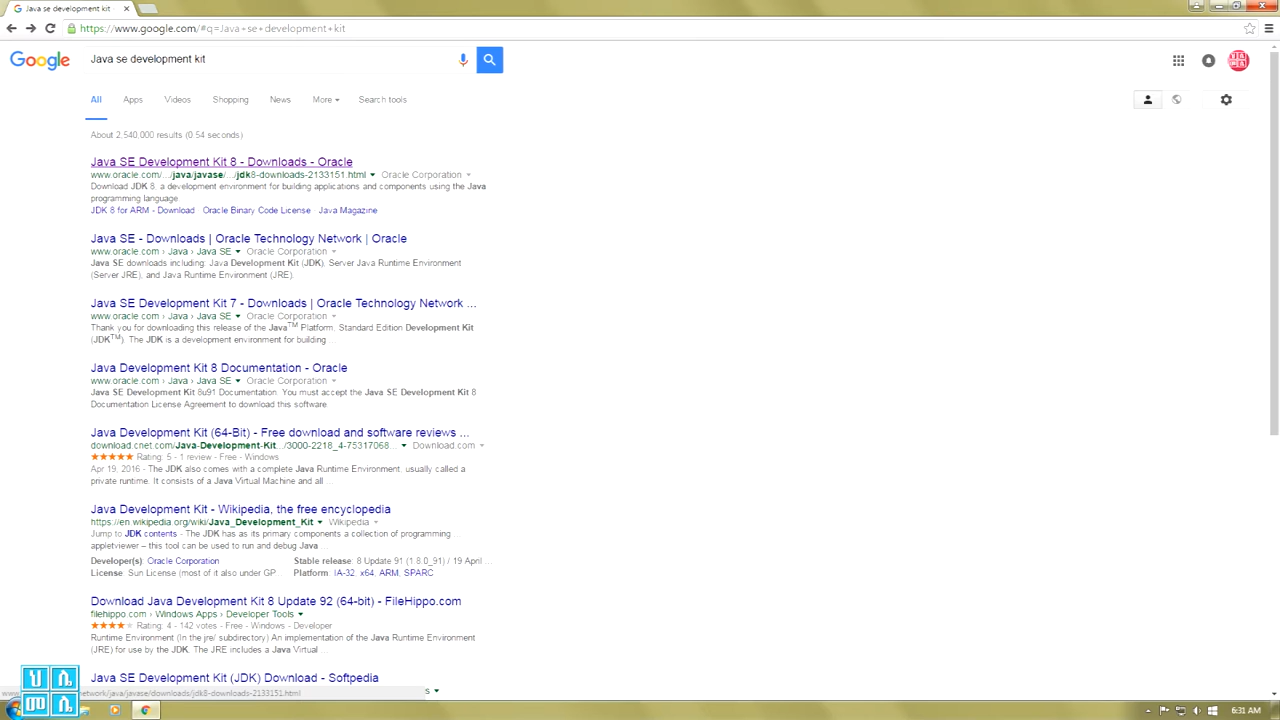 Java se development kit
https://www.google.com/#q=Java+se+development+kit
Google
Java se development kit
All Apps Videos Shopping News More Search tools
About 2,540,000 results (0.54 seconds)
Java SE Development Kit 8 - Downloads - Oracle
www.oracle.com/.../java/javase/.../jdk8-downloads-2133151.html Oracle Corporation
Download JDK 8, a development environment for building applications and components using the Java
programming language.
JDK 8 for ARM - Download Oracle Binary Code License Java Magazine
Java SE - Downloads | Oracle Technology Network | Oracle
www.oracle.com › Java › Java SE Oracle Corporation
Java SE downloads including: Java Development Kit (JDK), Server Java Runtime Environment
(Server JRE), and Java Runtime Environment (JRE).
Java SE Development Kit 7 - Downloads | Oracle Technology Network ...
www.oracle.com › Java › Java SE Oracle Corporation
Thank you for downloading this release of the Java™ Platform, Standard Edition Development Kit
(JDK™). The JDK is a development environment for building ...
Java Development Kit 8 Documentation - Oracle
www.oracle.com › Java › Java SE Oracle Corporation
Java SE Development Kit 8u91 Documentation. You must accept the Java SE Development Kit 8
Documentation License Agreement to download this software.
Java Development Kit (64-Bit) - Free download and software reviews ...
download.cnet.com/Java-Development-Kit.../3000-2218_4-75317068... Download.com
Rating: 5 - 1 review - Free - Windows
Apr 19, 2016 - The JDK also comes with a complete Java Runtime Environment, usually called a
private runtime. It consists of a Java Virtual Machine and all ...
Java Development Kit - Wikipedia, the free encyclopedia
https://en.wikipedia.org/wiki/Java_Development_Kit Wikipedia
Jump to JDK contents - The JDK has as its primary components a collection of programming ...
appletviewer – this tool can be used to run and debug Java ...
Developer(s): Oracle Corporation Stable release: 8 Update 91 (1.8.0_91) / 19 April ...
License: Sun License (most of it also under GP... Platform: IA-32, x64, ARM, SPARC
Download Java Development Kit 8 Update 92 (64-bit) - FileHippo.com
filehippo.com › Windows Apps › Developer Tools
Rating: 4 - 142 votes - Free - Windows - Developer
Runtime Environment (In the jre/ subdirectory) An implementation of the Java Runtime Environment
(JRE) for use by the JDK. The JRE includes a Java Virtual ...
Java SE Development Kit (JDK) Download - Softpedia
etwork/java/javase/downloads/jdk8-downloads-2133151.html s
ህ ሲ
መ ሲ
6:31 AM